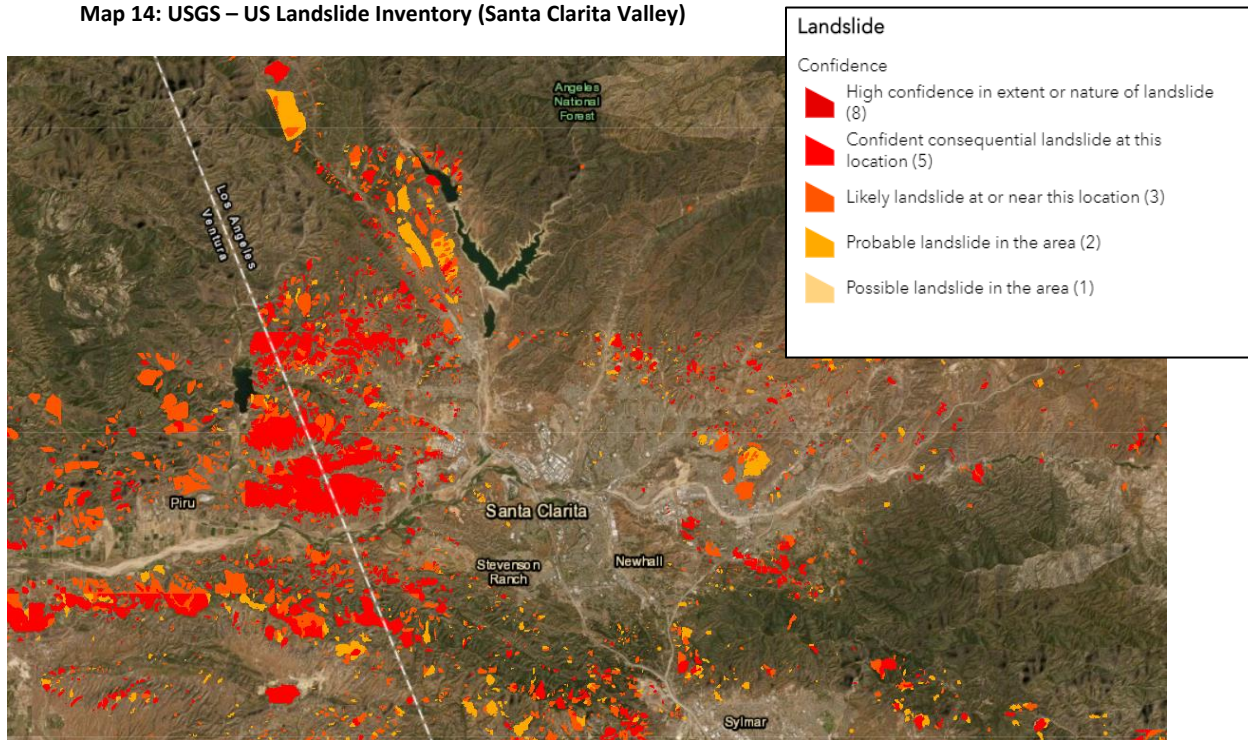 Map 14: USGS – US Landslide Inventory (Santa Clarita Valley)
Landslide
Confidence
High confidence in extent or nature of landslide
(8)
Confident consequential landslide at this
location (5)
Likely landslide at or near this location (3)
Probable landslide in the area (2)
Possible landslide in the area (1)
Angeles
National
Forest
Los Angeles
Ventura
Piru
Santa Clarita
Stevenson
Ranch
Newhall
Sylmar